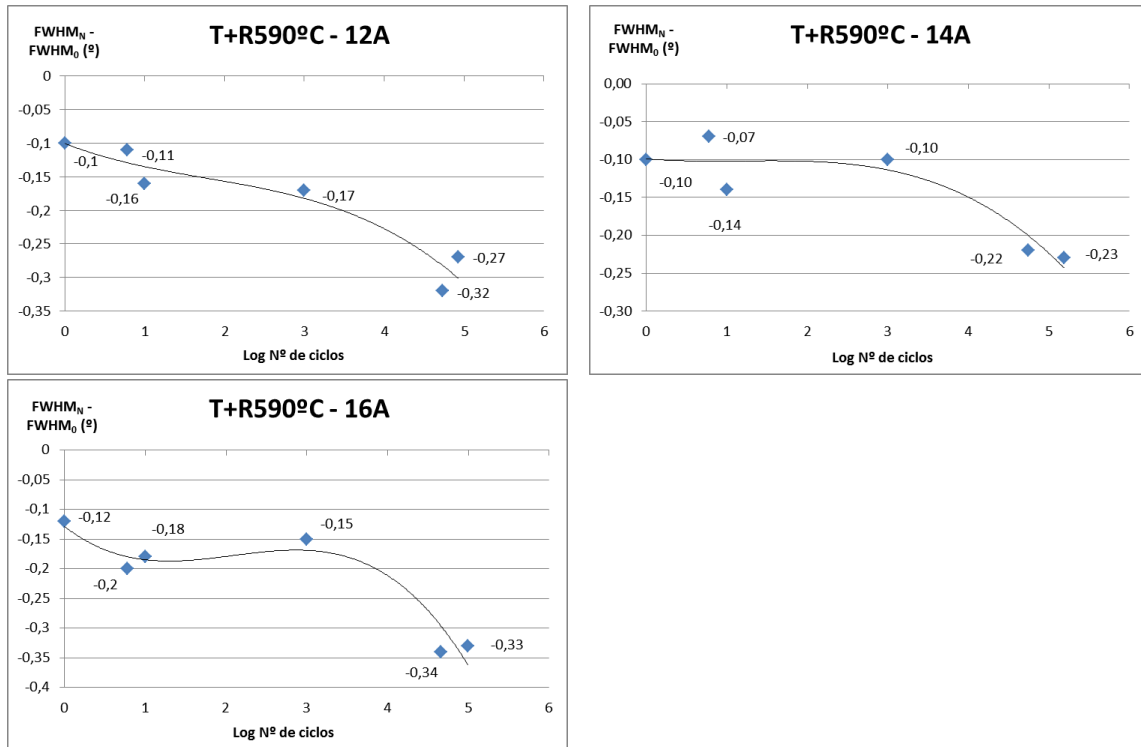 FWHMN -
FWHM0 (º)
T+R590ºC - 12A
0
-0,05
-0,1
-0,15
-0,2
-0,25
-0,3
-0,35
-0,1
-0,11
-0,16
-0,17
-0,27
-0,32
0 1 2 3 4 5 6
Log Nº de ciclos
FWHMN -
FWHM0 (º)
T+R590ºC - 14A
0,00
-0,05
-0,10
-0,15
-0,20
-0,25
-0,30
-0,07
-0,10
-0,10
-0,14
-0,22
-0,23
0 1 2 3 4 5 6
Log Nº de ciclos
FWHMN -
FWHM0 (º)
T+R590ºC - 16A
0
-0,05
-0,1
-0,15
-0,2
-0,25
-0,3
-0,35
-0,4
-0,12
-0,18
-0,15
-0,2
-0,33
-0,34
0 1 2 3 4 5 6
Log Nº de ciclos